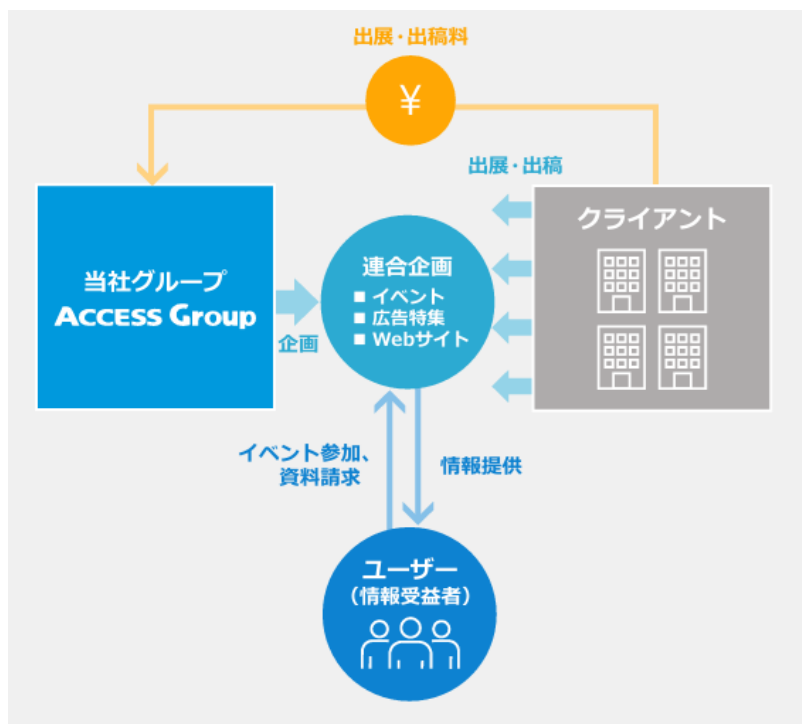 出展・出稿料
¥
出展・出稿
クライアント
当社グループ
ACCESS Group
企画
連合企画
■ イベント
■ 広告特集
■ Webサイト
イベント参加、
資料請求
情報提供
ユーザー
（情報受益者）